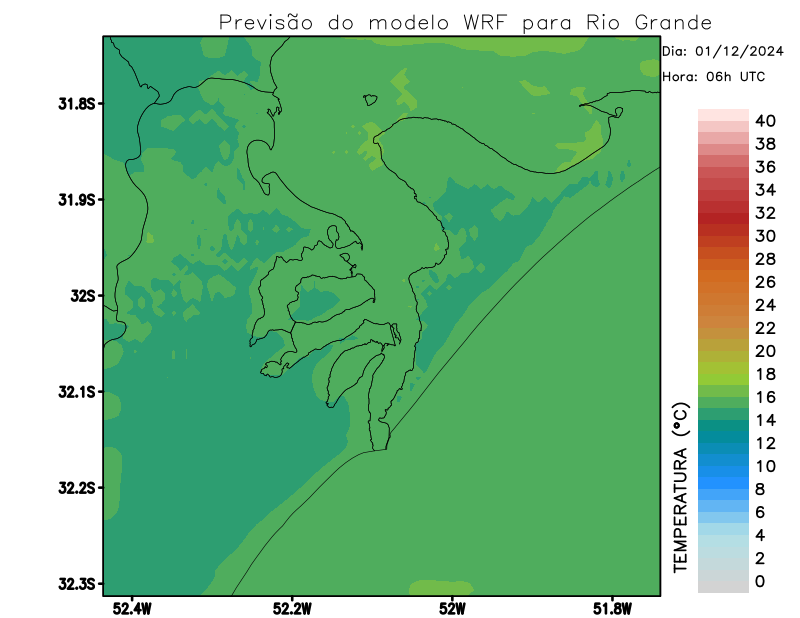 Previsão do modelo WRF para Rio Grande
Dia: 01/12/2024
Hora: 06h UTC
31.8S
31.9S
32S
32.1S
32.2S
32.3S
52.4W
52.2W
52W
51.8W
TEMPERATURA (°C)
40
38
36
34
32
30
28
26
24
22
20
18
16
14
12
10
8
6
4
2
0